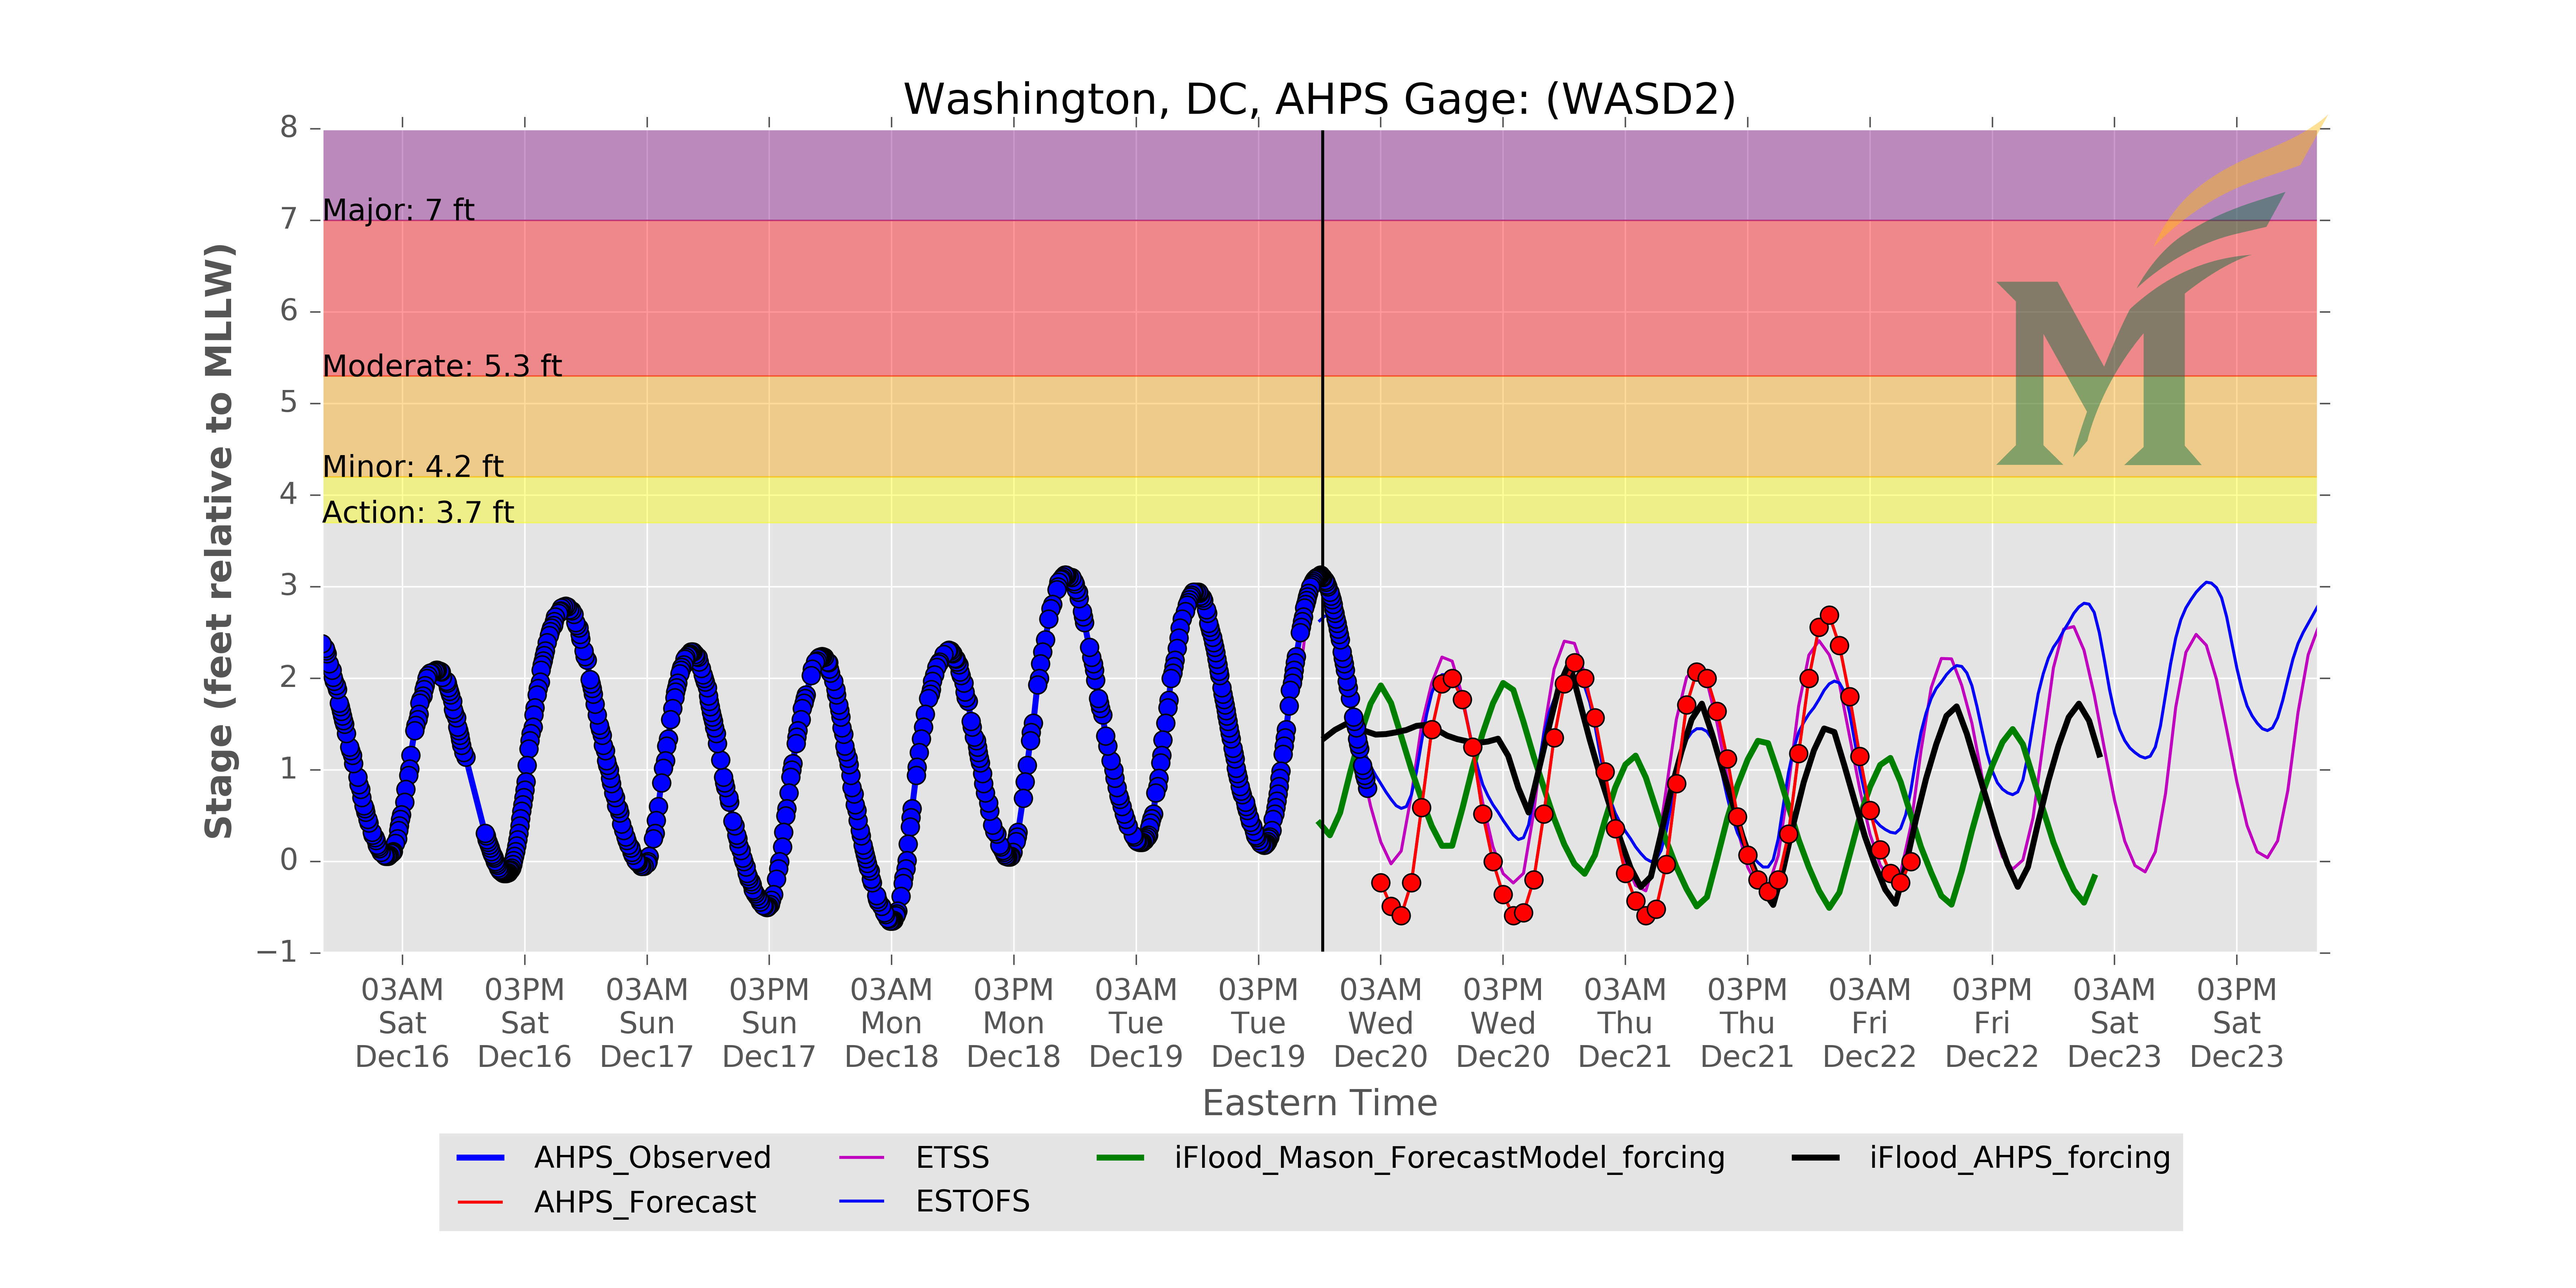 Washington, DC, AHPS Gage: (WASD2)
8
7
6
5
4
3
2
1
0
−1
Stage (feet relative to MLLW)
Major: 7 ft
Moderate: 5.3 ft
Minor: 4.2 ft
Action: 3.7 ft
M
03AM 03PM 03AM 03PM 03AM 03PM 03AM 03PM 03AM 03PM 03AM 03PM 03AM 03PM 03AM 03PM
Sat Sat Sun Sun Mon Mon Tue Tue Wed Wed Thu Thu Fri Fri Sat Sat
Dec16 Dec16 Dec17 Dec17 Dec18 Dec18 Dec19 Dec19 Dec20 Dec20 Dec21 Dec21 Dec22 Dec22 Dec23 Dec23
Eastern Time
AHPS_Observed ETSS iFlood_Mason_ForecastModel_forcing iFlood_AHPS_forcing
AHPS_Forecast ESTOFS